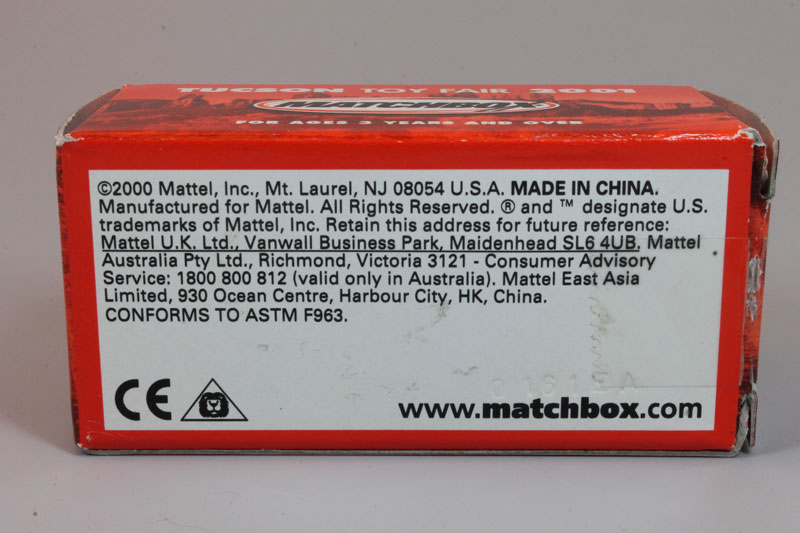 TUCSON TOY FAIR 2001
MATCHBOX
FOR AGES 3 YEARS AND OVER
©2000 Mattel, Inc., Mt. Laurel, NJ 08054 U.S.A. MADE IN CHINA.
Manufactured for Mattel. All Rights Reserved. ® and ™ designate U.S.
trademarks of Mattel, Inc. Retain this address for future reference:
Mattel U.K. Ltd., Vanwall Business Park, Maidenhead SL6 4UB. Mattel
Australia Pty Ltd., Richmond, Victoria 3121 - Consumer Advisory
Service: 1800 800 812 (valid only in Australia). Mattel East Asia
Limited, 930 Ocean Centre, Harbour City, HK, China.
CONFORMS TO ASTM F963.
CE
www.matchbox.com